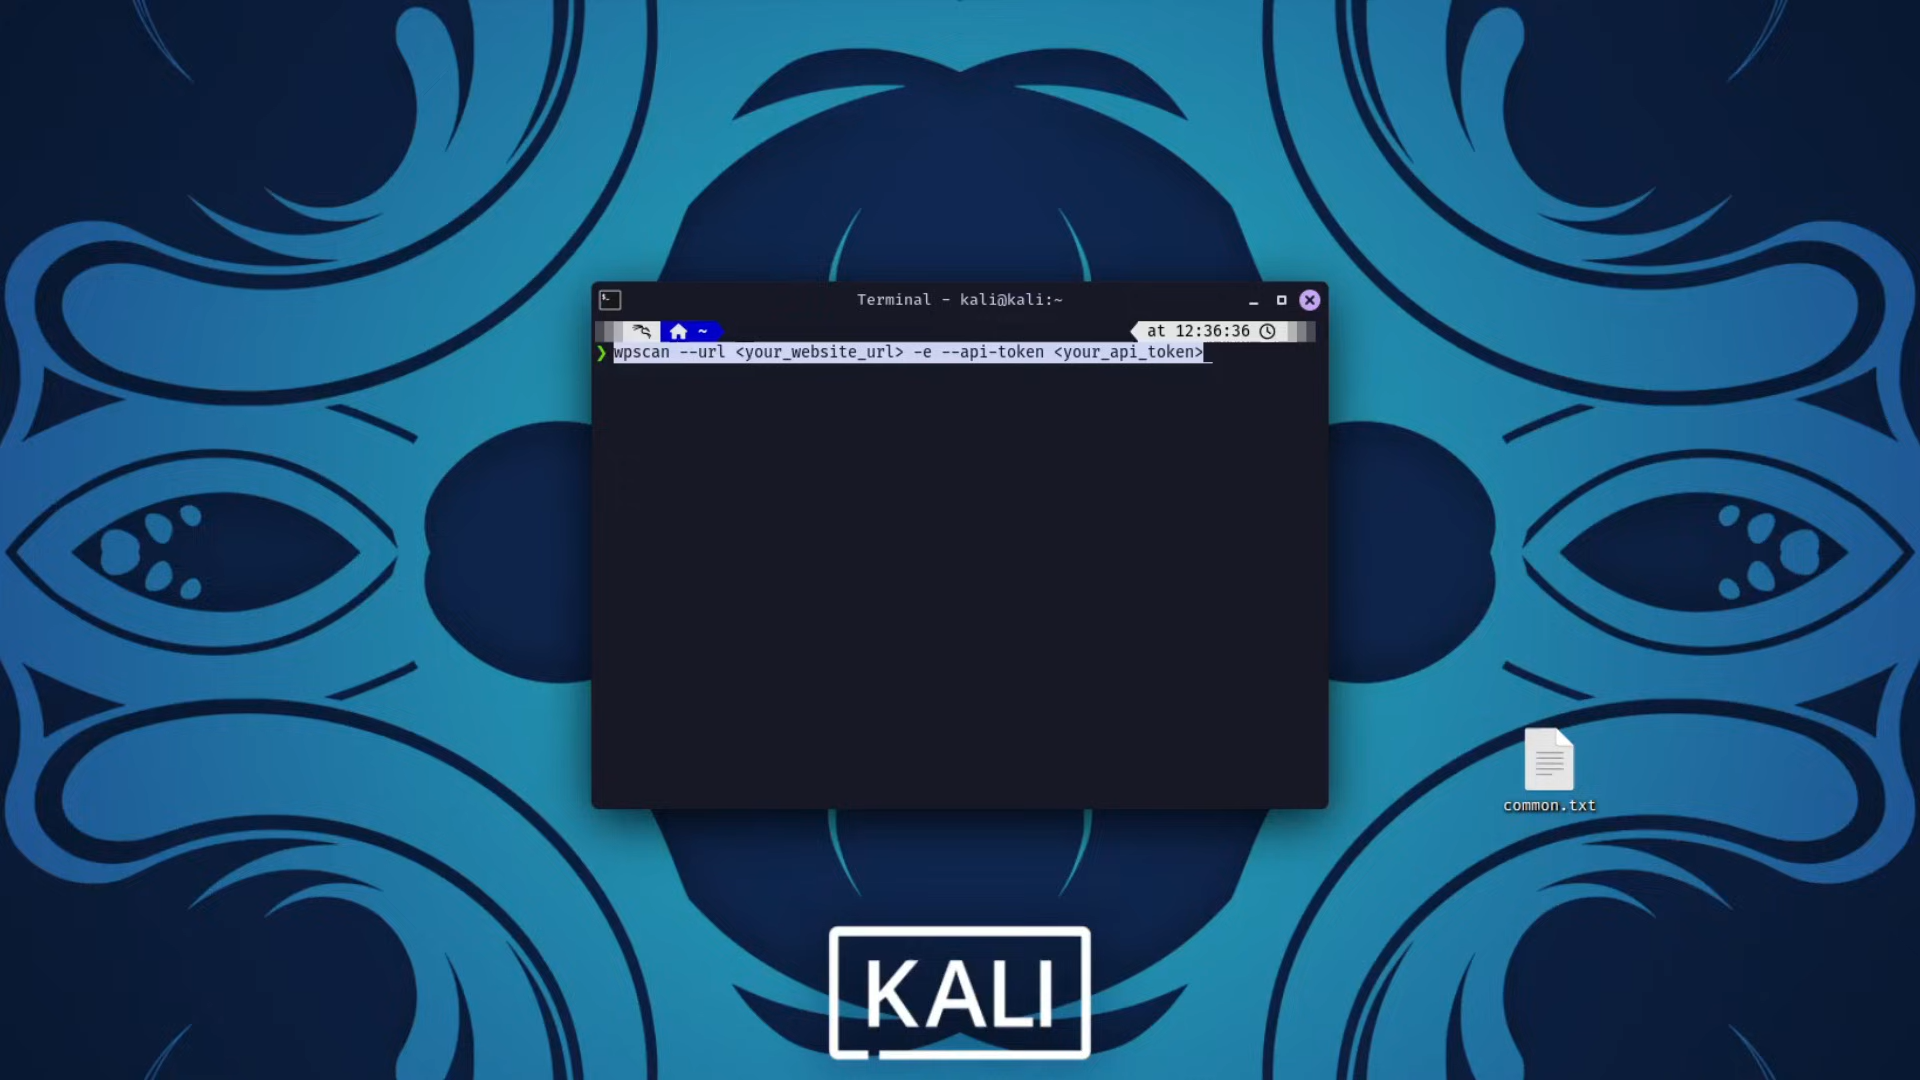 Terminal - kali@kali:~
~
at 12:36:36
❯ wpscan --url <your_website_url> -e --api-token <your_api_token>
common.txt
KALI